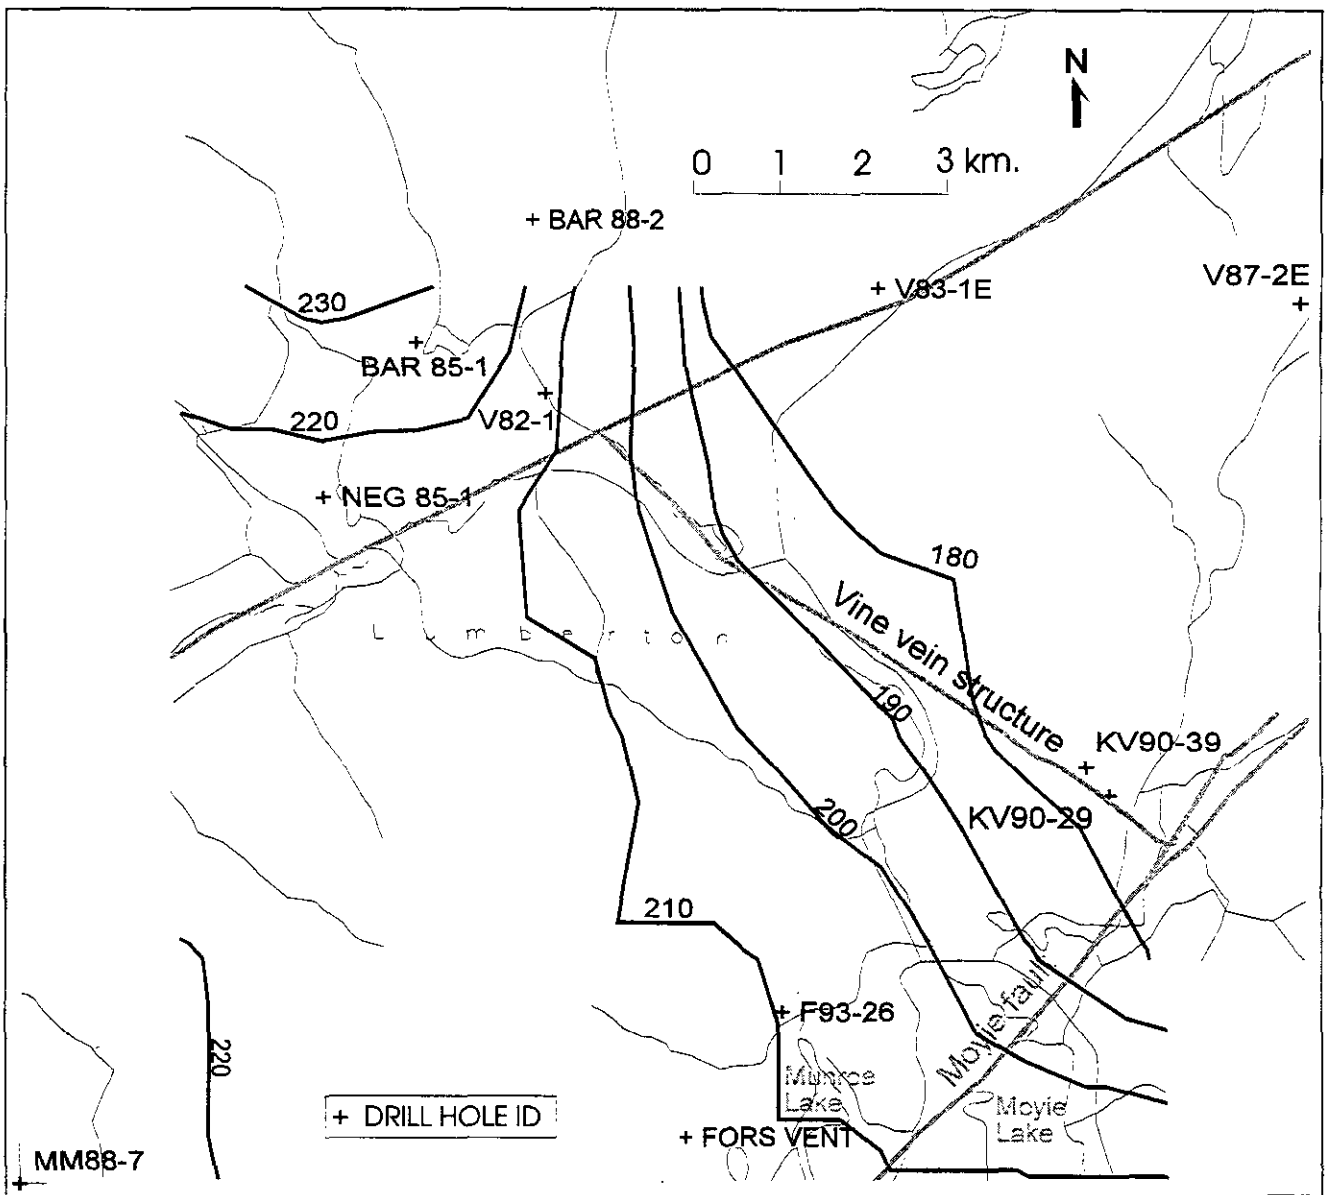 N
0 1 2 3 km.
+ BAR 88-2
V87-2E
+ V83-1E
230
BAR 85-1
220
V82-1
+ NEG 85-1
180
Vine vein structure
Lumberton
190
KV90-39
200
KV90-29
210
+ F93-26
Moyie fault
220
Munroe
Lake
Moyie
Lake
+ DRILL HOLE ID
+ FORS VENT
MM88-7